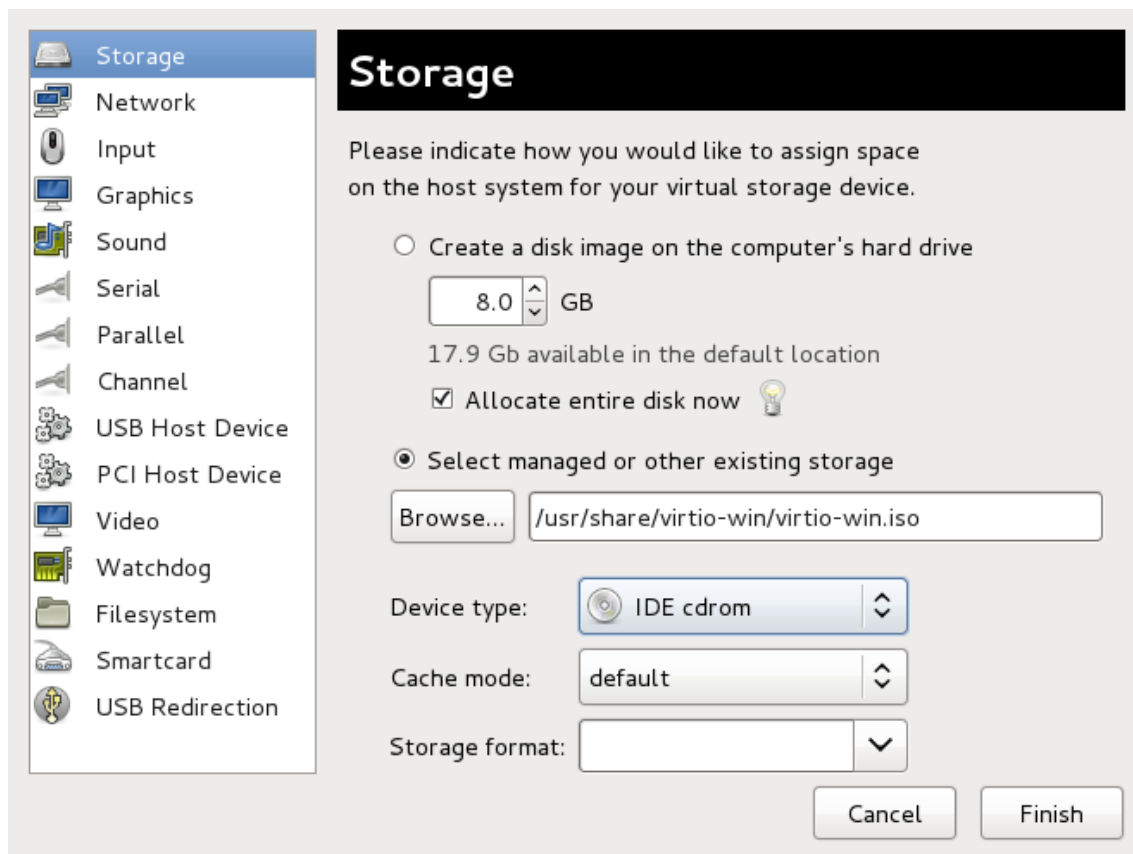 Storage
Network
Input
Graphics
Sound
Serial
Parallel
Channel
USB Host Device
PCI Host Device
Video
Watchdog
Filesystem
Smartcard
USB Redirection
Storage
Please indicate how you would like to assign space
on the host system for your virtual storage device.
Create a disk image on the computer's hard drive
8.0 GB
17.9 Gb available in the default location
Allocate entire disk now
Select managed or other existing storage
Browse... /usr/share/virtio-win/virtio-win.iso
Device type: IDE cdrom
Cache mode: default
Storage format:
Cancel Finish